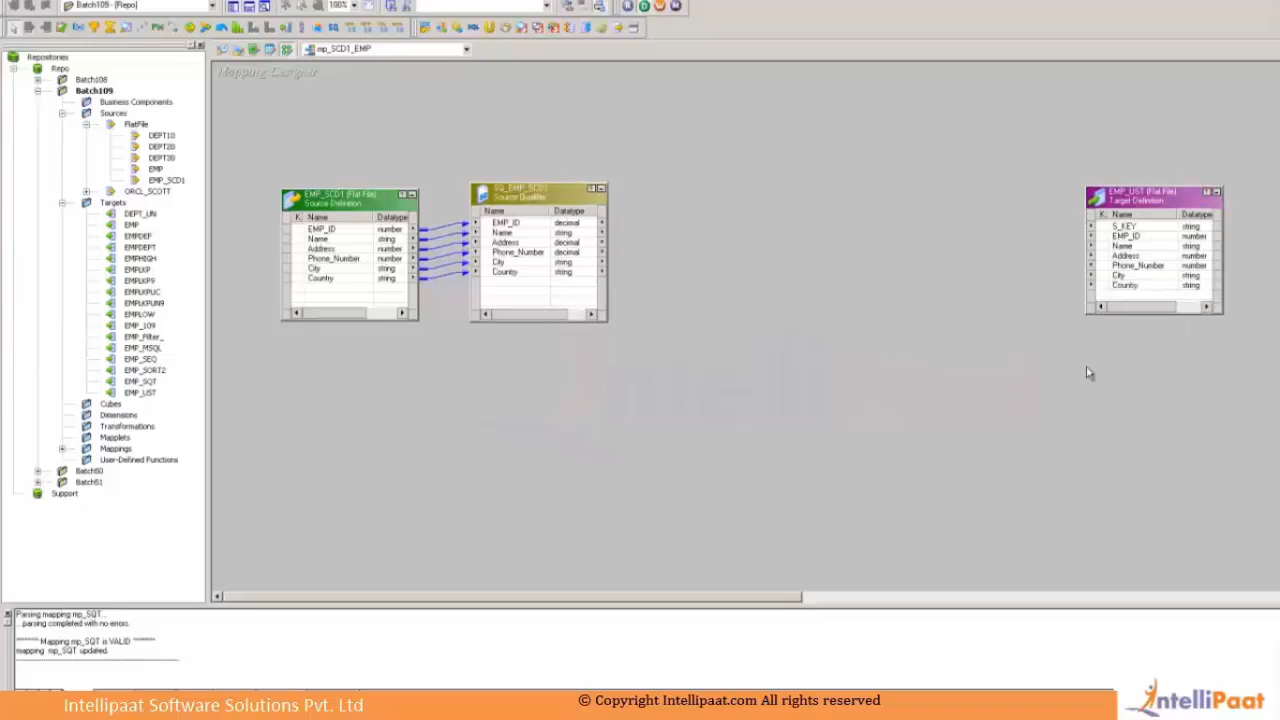 Batch109 - [Repo]
100%
mp_SCD1_EMP
Repositories
Repo
Batch108
Batch109
Business Components
Sources
FlatFile
DEPT10
DEPT20
DEPT30
EMP
EMP_SCD1
ORCL_SCOTT
Targets
DEPT_UN
EMP
EMPDEF
EMPDEPT
EMPHIGH
EMPLKP
EMPLKP9
EMPLKPUC
EMPLKPUN9
EMPLOW
EMP_109
EMP_Filter_
EMP_MSQL
EMP_SEQ
EMP_SORT2
EMP_SQT
EMP_UST
Cubes
Dimensions
Transformations
Mapplets
Mappings
User-Defined Functions
Batch50
Batch51
Support
Mapping Designer
EMP_SCD1 (Flat File)
Source Definition
K Name Datatype
EMP_ID number
Name string
Address number
Phone_Number number
City string
Country string
SQ_EMP_SCD1
Source Qualifier
Name Datatype
EMP_ID decimal
Name string
Address decimal
Phone_Number decimal
City string
Country string
EMP_UST (Flat File)
Target Definition
K Name Datatype
S_KEY string
EMP_ID number
Name string
Address number
Phone_Number number
City string
Country string
Parsing mapping mp_SQT...
...parsing completed with no errors.
******* Mapping mp_SQT is VALID *******
mapping mp_SQT updated.
Intellipaat Software Solutions Pvt. Ltd
© Copyright Intellipaat.com All rights reserved
IntelliPaat